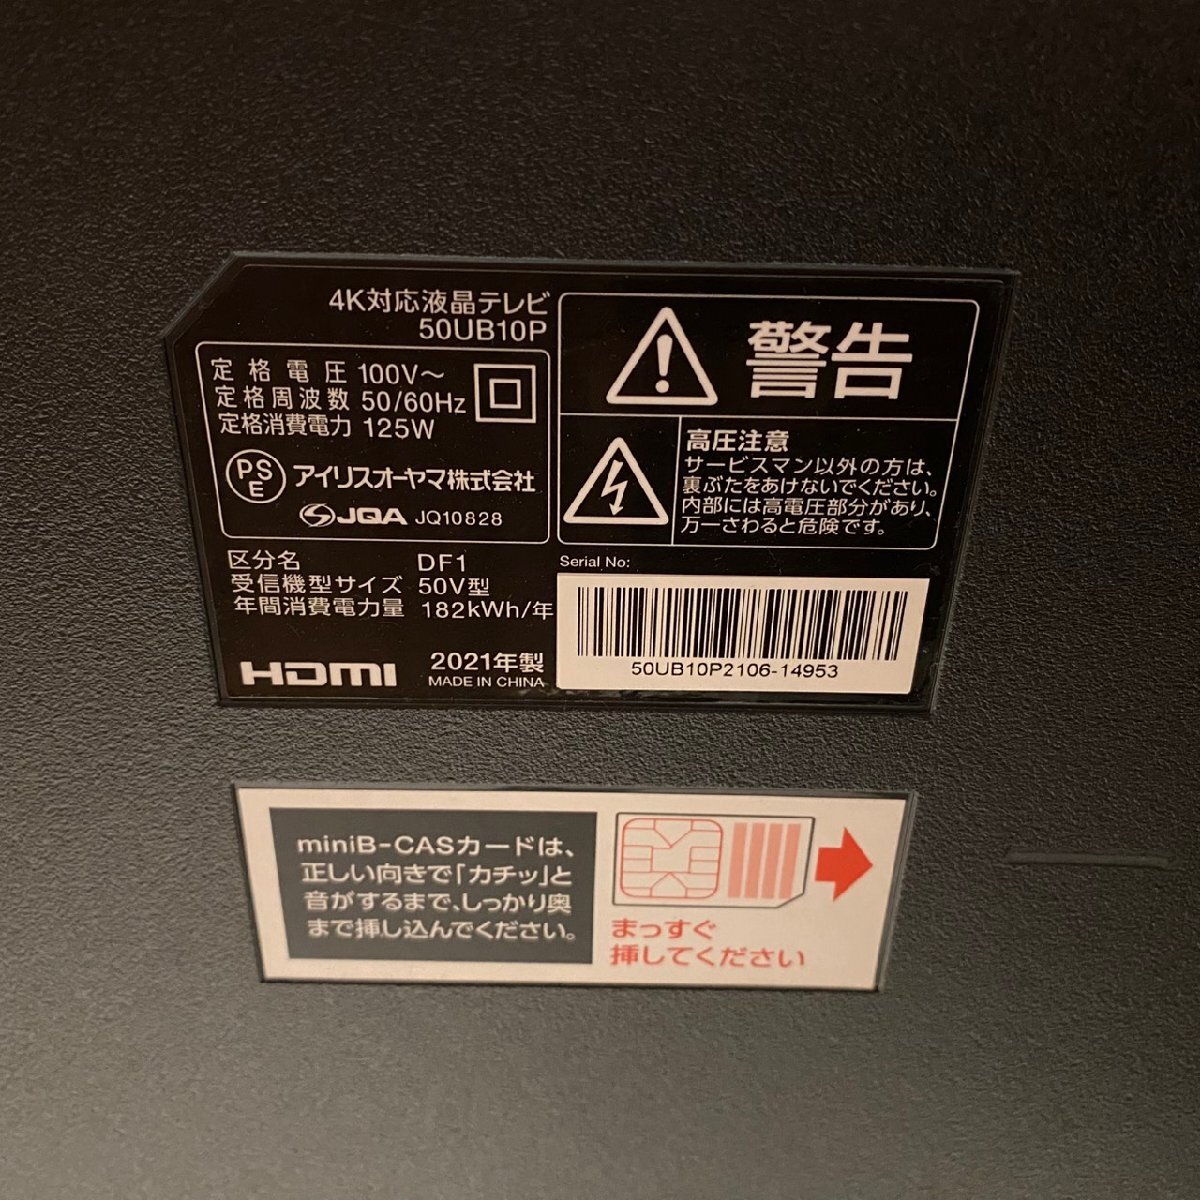 4K対応液晶テレビ
50UB10P
定格電圧 100V～
定格周波数 50/60Hz
定格消費電力 125W
PSE アイリスオーヤマ株式会社
JQA JQ10828
区分名 DF1
受信機型サイズ 50V型
年間消費電力量 182kWh/年
HDMI
2021年製
MADE IN CHINA
警告
高圧注意
サービスマン以外の方は、
裏ぶたをあけないでください。
内部には高電圧部分があり、
万一さわると危険です。
Serial No:
50UB10P2106-14953
miniB-CASカードは、
正しい向きで「カチッ」と
音がするまで、しっかり奥
まで挿し込んでください。
まっすぐ
挿してください